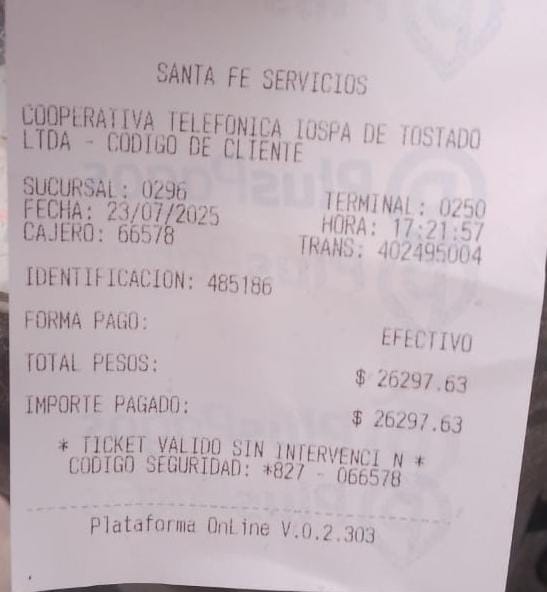 SANTA FE SERVICIOS
COOPERATIVA TELEFONICA IOSPA DE TOSTADO
LTDA - CODIGO DE CLIENTE
SUCURSAL: 0296 TERMINAL: 0250
FECHA: 23/07/2025 HORA: 17:21:57
CAJERO: 66578 TRANS: 402495004
IDENTIFICACION: 485186
FORMA PAGO: EFECTIVO
TOTAL PESOS: $ 26297.63
IMPORTE PAGADO: $ 26297.63
* TICKET VALIDO SIN INTERVENCI N *
CODIGO SEGURIDAD: *827 - 066578
Plataforma OnLine V.0.2.303